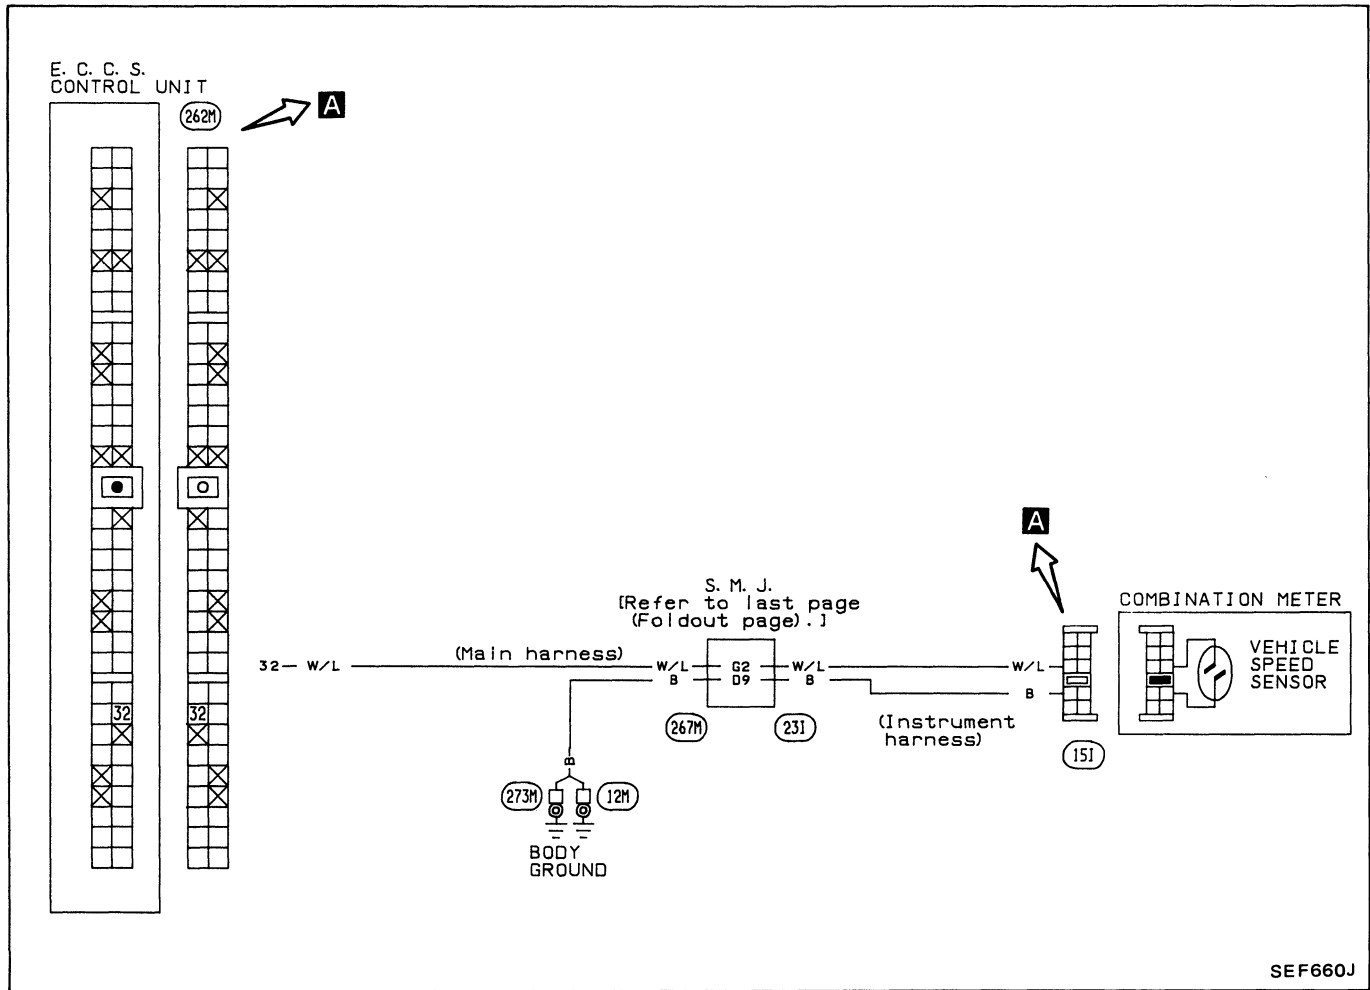 E. C. C. S.
CONTROL UNIT
262M
A
32
32
32 W/L
(Main harness)
S. M. J.
[Refer to last page
(Foldout page).]
W/L G2 W/L
B D9 B
267M
23I
B
273M
12M
BODY
GROUND
(Instrument
harness)
A
W/L
B
15I
COMBINATION METER
VEHICLE
SPEED
SENSOR
SEF660J